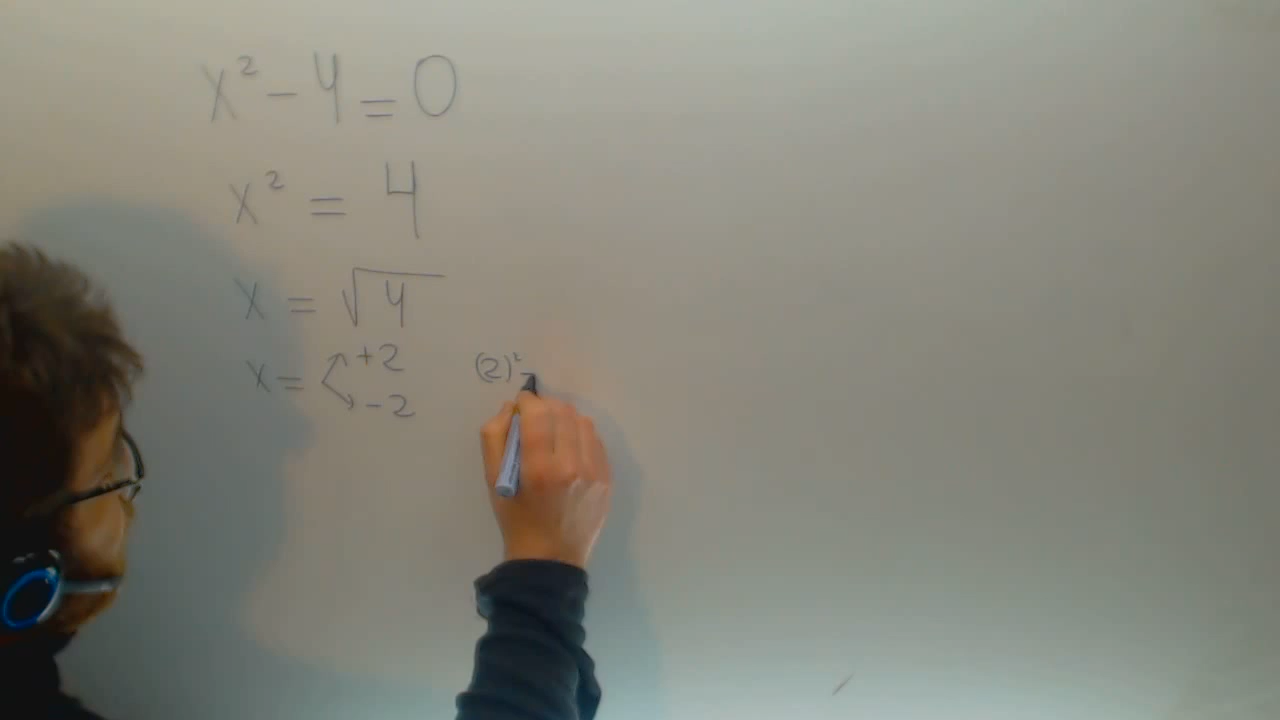 x² - 4 = 0
x² = 4
x = √4
x = +2
-2
(2)² -